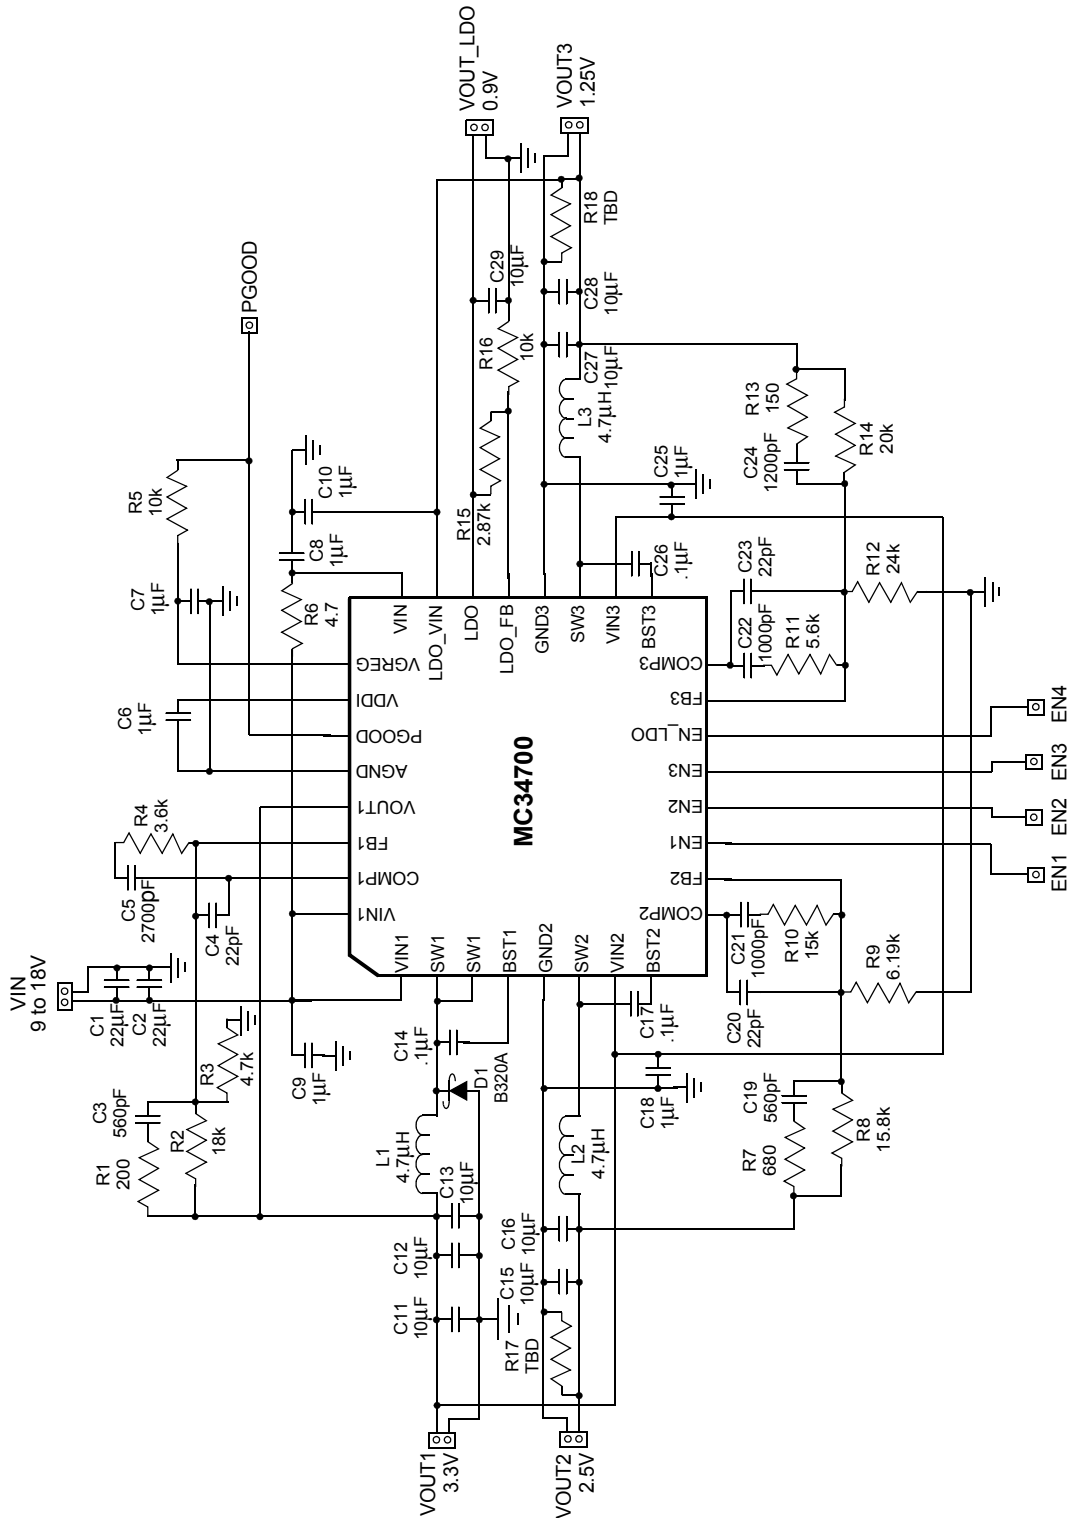 VOUT_LDO
0.9V
VOUT3
1.25V
PGOOD
R18
TBD
C29
10µF
C28
10µF
R16
10k
C27
10µF
R5
10k
C10
1µF
C8
1µF
R15
2.87k
L3
4.7µH
C25
1µF
R13
150
C24
1200pF
R14
20k
C7
1µF
R6
4.7
C26
.1µF
C23
22pF
C22
1000pF
R11
5.6k
R12
24k
C6
1µF
VIN
LDO_VIN
LDO
LDO_FB
GND3
SW3
VIN3
BST3
VGREG
VDDI
PGOOD
AGND
VOUT1
FB1
COMP1
VIN1
MC34700
COMP3
FB3
EN_LDO
EN3
EN2
EN1
FB2
COMP2
VIN1
SW1
SW1
BST1
GND2
SW2
VIN2
BST2
EN4
EN3
EN2
EN1
R4
3.6k
C5
2700pF
C4
22pF
VIN
9 to 18V
C1
22µF
C2
22µF
R3
4.7k
C3
560pF
R1
200
R2
18k
C9
1µF
C14
.1µF
D1
B320A
L1
4.7µH
C13
10µF
C12
10µF
C11
10µF
C17
.1µF
C18
1µF
L2
4.7µH
C16
10µF
C15
10µF
R17
TBD
C21
1000pF
R10
15k
C20
22pF
R9
6.19k
C19
560pF
R7
680
R8
15.8k
VOUT1
3.3V
VOUT2
2.5V